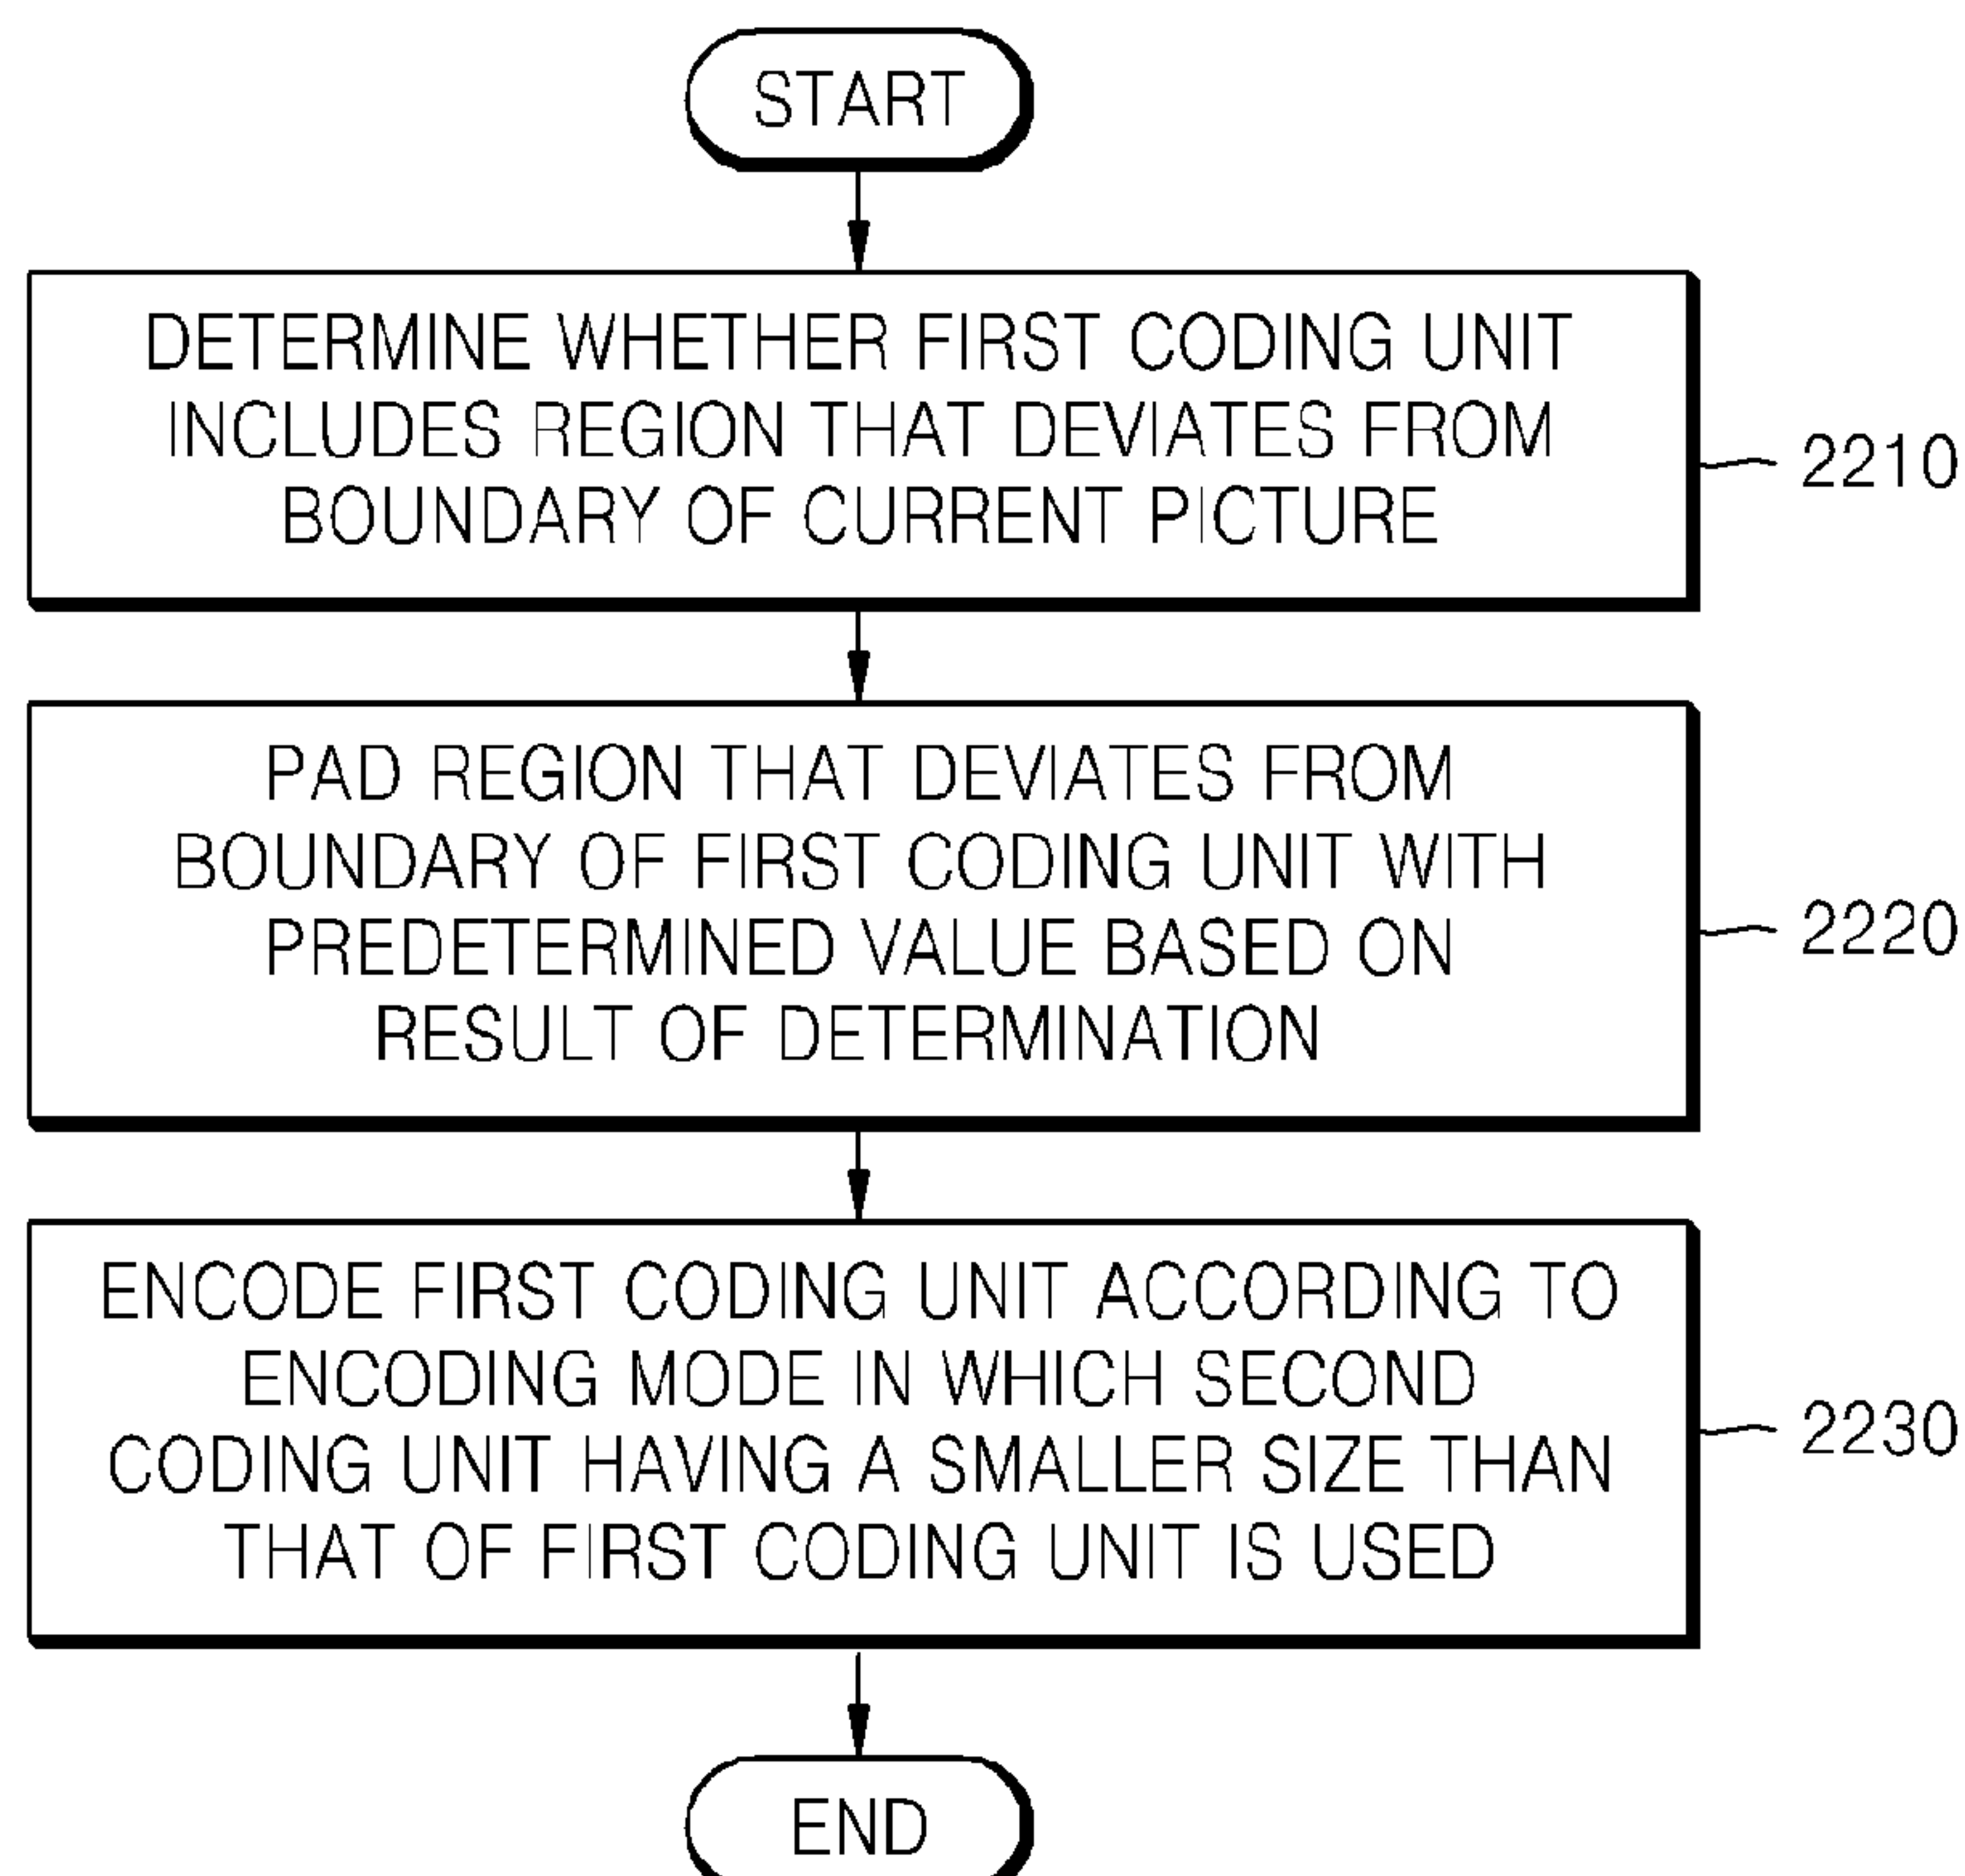 START
DETERMINE WHETHER FIRST CODING UNIT
INCLUDES REGION THAT DEVIATES FROM
BOUNDARY OF CURRENT PICTURE
2210
PAD REGION THAT DEVIATES FROM
BOUNDARY OF FIRST CODING UNIT WITH
PREDETERMINED VALUE BASED ON
RESULT OF DETERMINATION
2220
ENCODE FIRST CODING UNIT ACCORDING TO
ENCODING MODE IN WHICH SECOND
CODING UNIT HAVING A SMALLER SIZE THAN
THAT OF FIRST CODING UNIT IS USED
2230
END